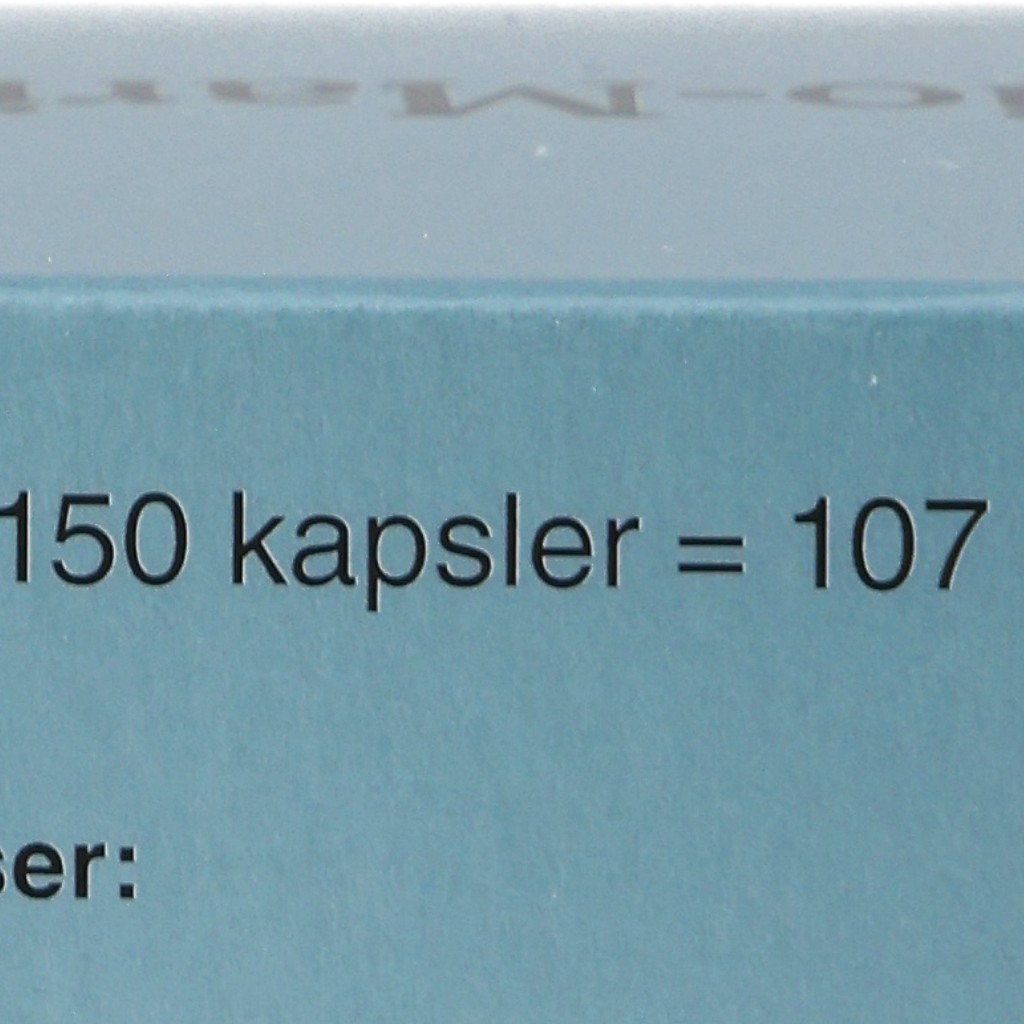 150 kapsler = 107
ser: